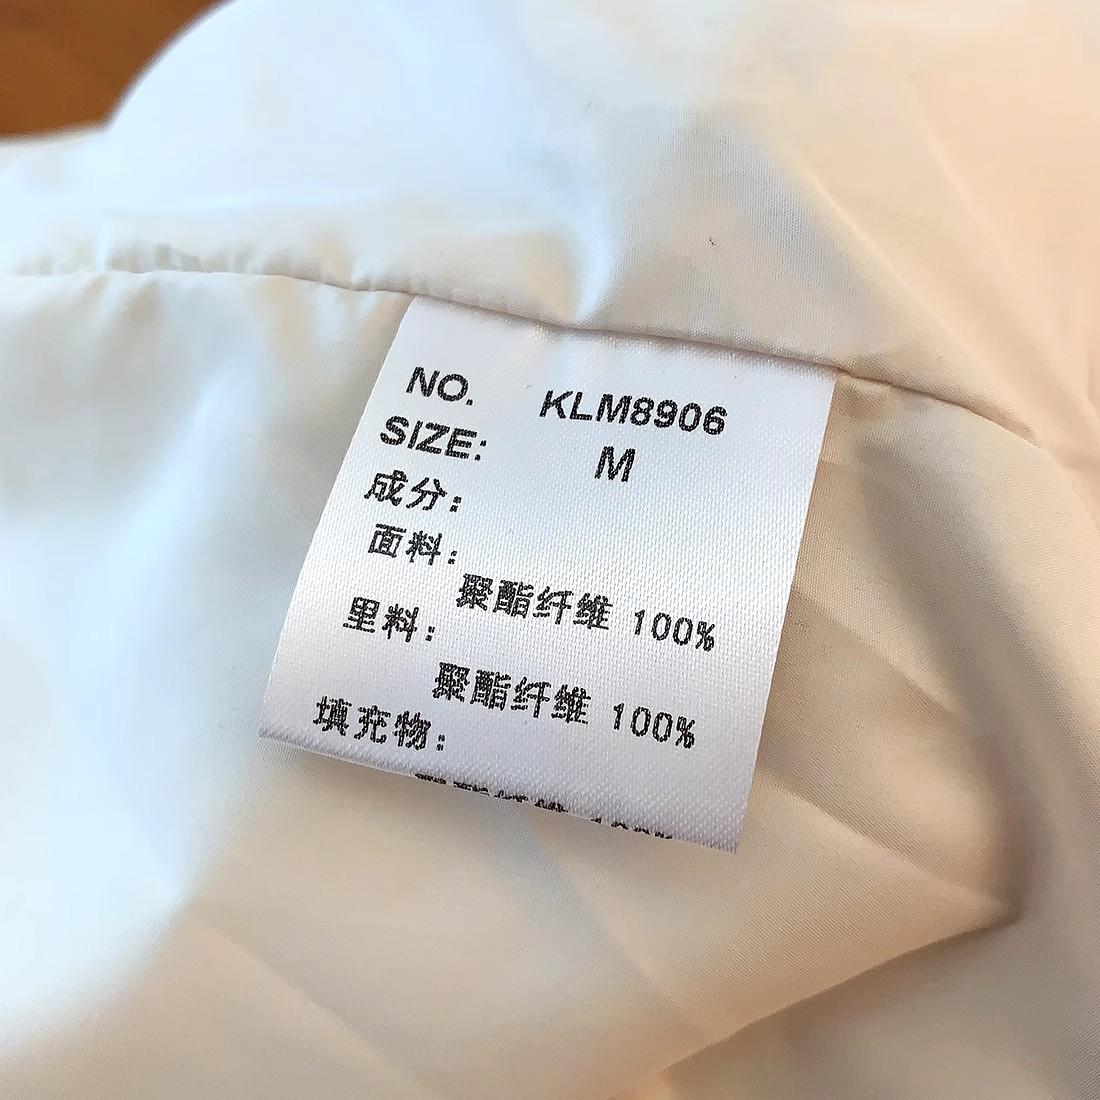 NO. KLM8906
SIZE: M
成分:
面料:
聚酯纤维 100%
里料:
聚酯纤维 100%
填充物: